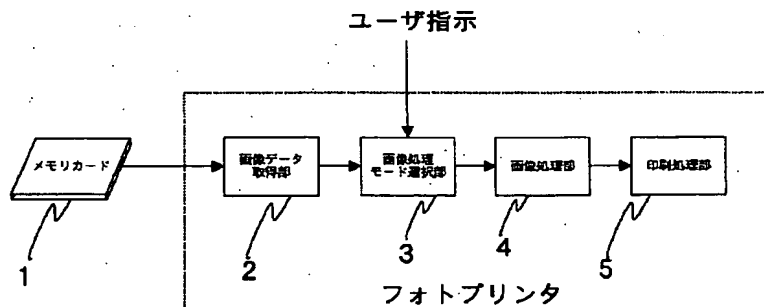 ユーザ指示
メモリカード
画像データ
取得部
画像処理
モード選択部
画像処理部
印刷処理部
1
2
3
4
5
フォトプリンタ